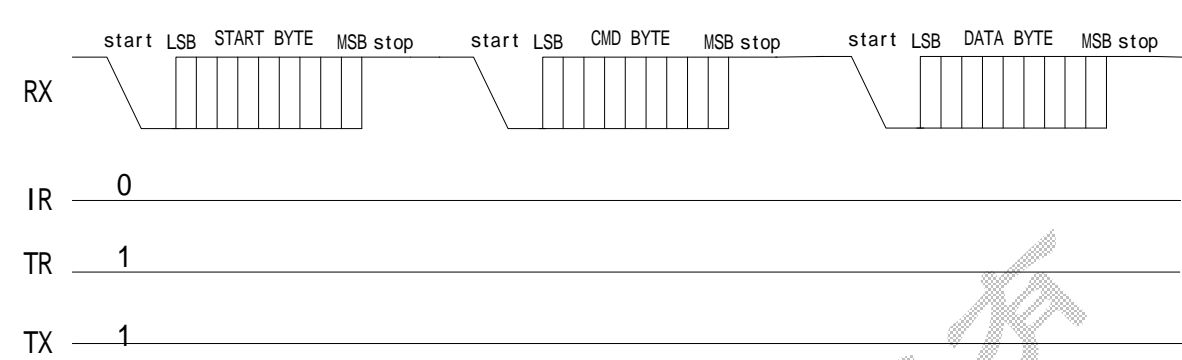 start LSB START BYTE MSB stop start LSB CMD BYTE MSB stop start LSB DATA BYTE MSB stop
RX
IR 0
TR 1
TX 1